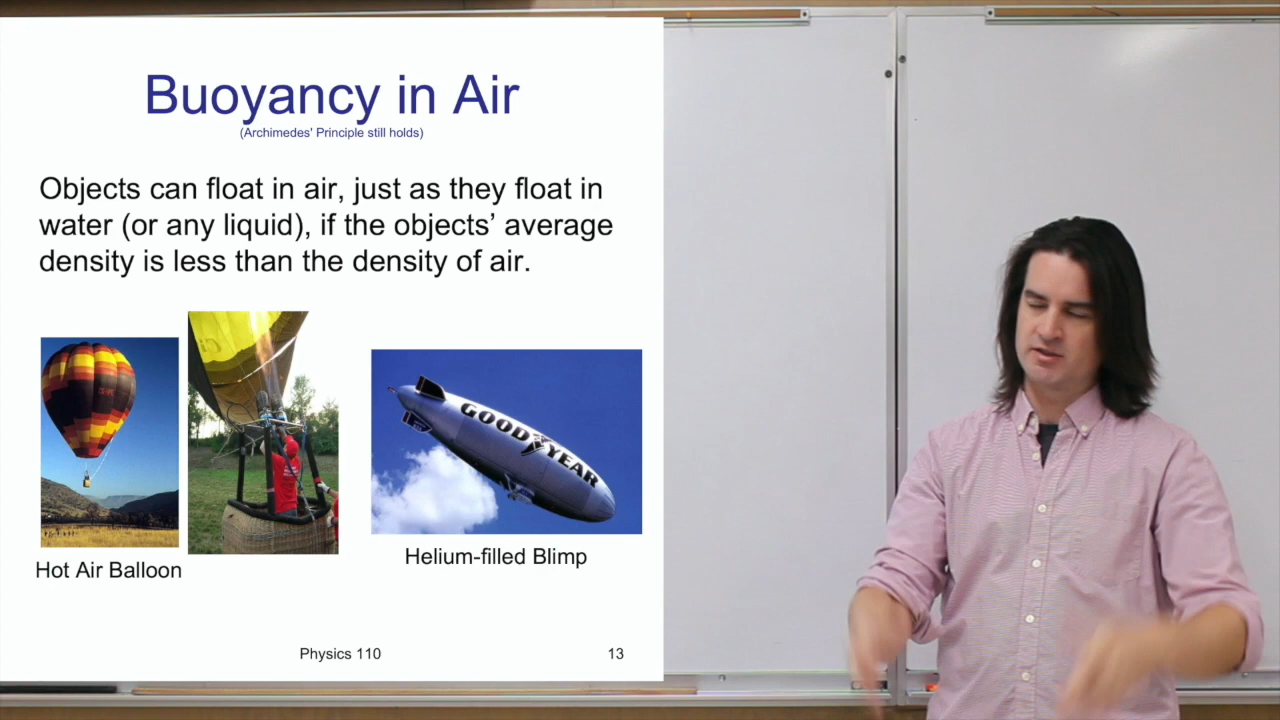 Buoyancy in Air
(Archimedes' Principle still holds)
Objects can float in air, just as they float in
water (or any liquid), if the objects’ average
density is less than the density of air.
GOODYEAR
Hot Air Balloon
Helium-filled Blimp
Physics 110
13